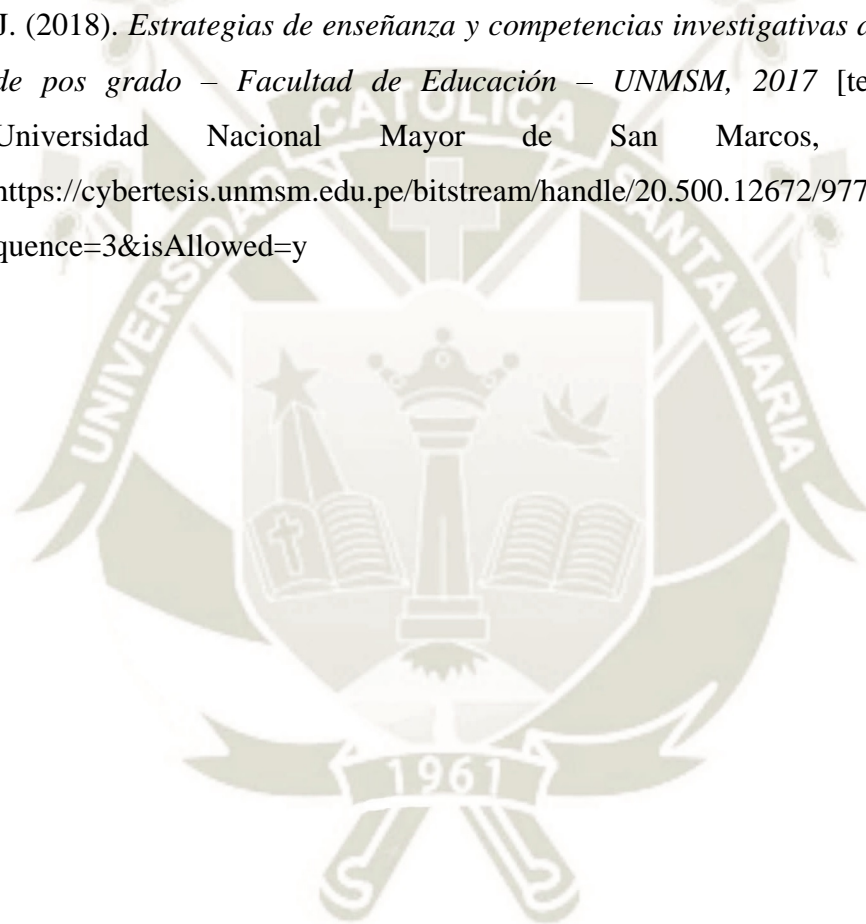 J. (2018). Estrategias de enseñanza y competencias investigativas
de pos grado – Facultad de Educación – UNMSM, 2017
Universidad Nacional Mayor de San Marcos,
https://cybertesis.unmsm.edu.pe/bitstream/handle/20.500.12672/977
quence=3&isAllowed=y
UNIVERSIDAD CATOLICA SANTA MARIA
1961